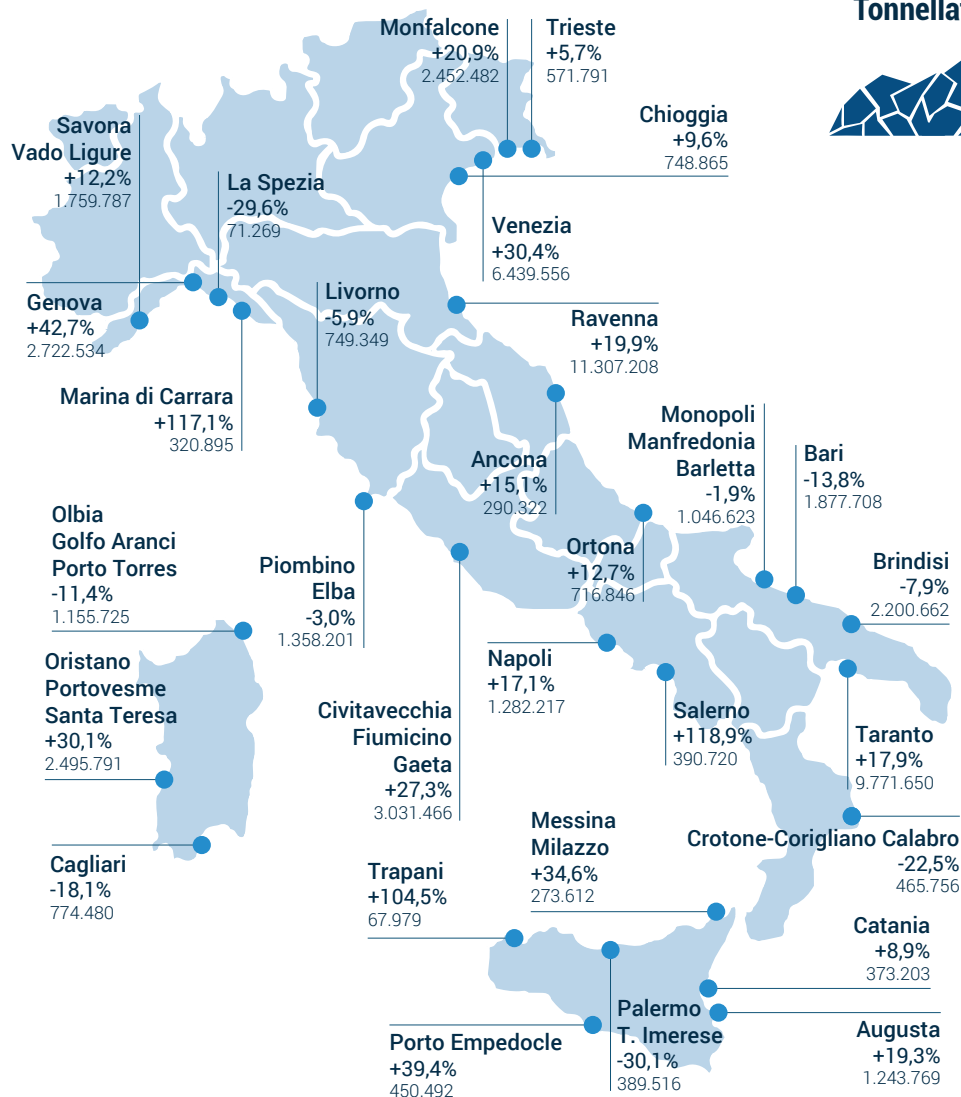 Tonnella
Monfalcone
+20,9%
2.452.482
Trieste
+5,7%
571.791
Chioggia
+9,6%
748.865
Savona
Vado Ligure
+12,2%
1.759.787
La Spezia
-29,6%
71.269
Venezia
+30,4%
6.439.556
Genova
+42,7%
2.722.534
Livorno
-5,9%
749.349
Ravenna
+19,9%
11.307.208
Marina di Carrara
+117,1%
320.895
Monopoli
Manfredonia
Barletta
-1,9%
1.046.623
Bari
-13,8%
1.877.708
Ancona
+15,1%
290.322
Olbia
Golfo Aranci
Porto Torres
-11,4%
1.155.725
Piombino
Elba
-3,0%
1.358.201
Ortona
+12,7%
716.846
Brindisi
-7,9%
2.200.662
Oristano
Portovesme
Santa Teresa
+30,1%
2.495.791
Napoli
+17,1%
1.282.217
Civitavecchia
Fiumicino
Gaeta
+27,3%
3.031.466
Salerno
+118,9%
390.720
Taranto
+17,9%
9.771.650
Crotone-Corigliano Calabro
-22,5%
465.756
Cagliari
-18,1%
774.480
Messina
Milazzo
+34,6%
273.612
Trapani
+104,5%
67.979
Catania
+8,9%
373.203
Palermo
T. Imerese
-30,1%
389.516
Porto Empedocle
+39,4%
450.492
Augusta
+19,3%
1.243.769